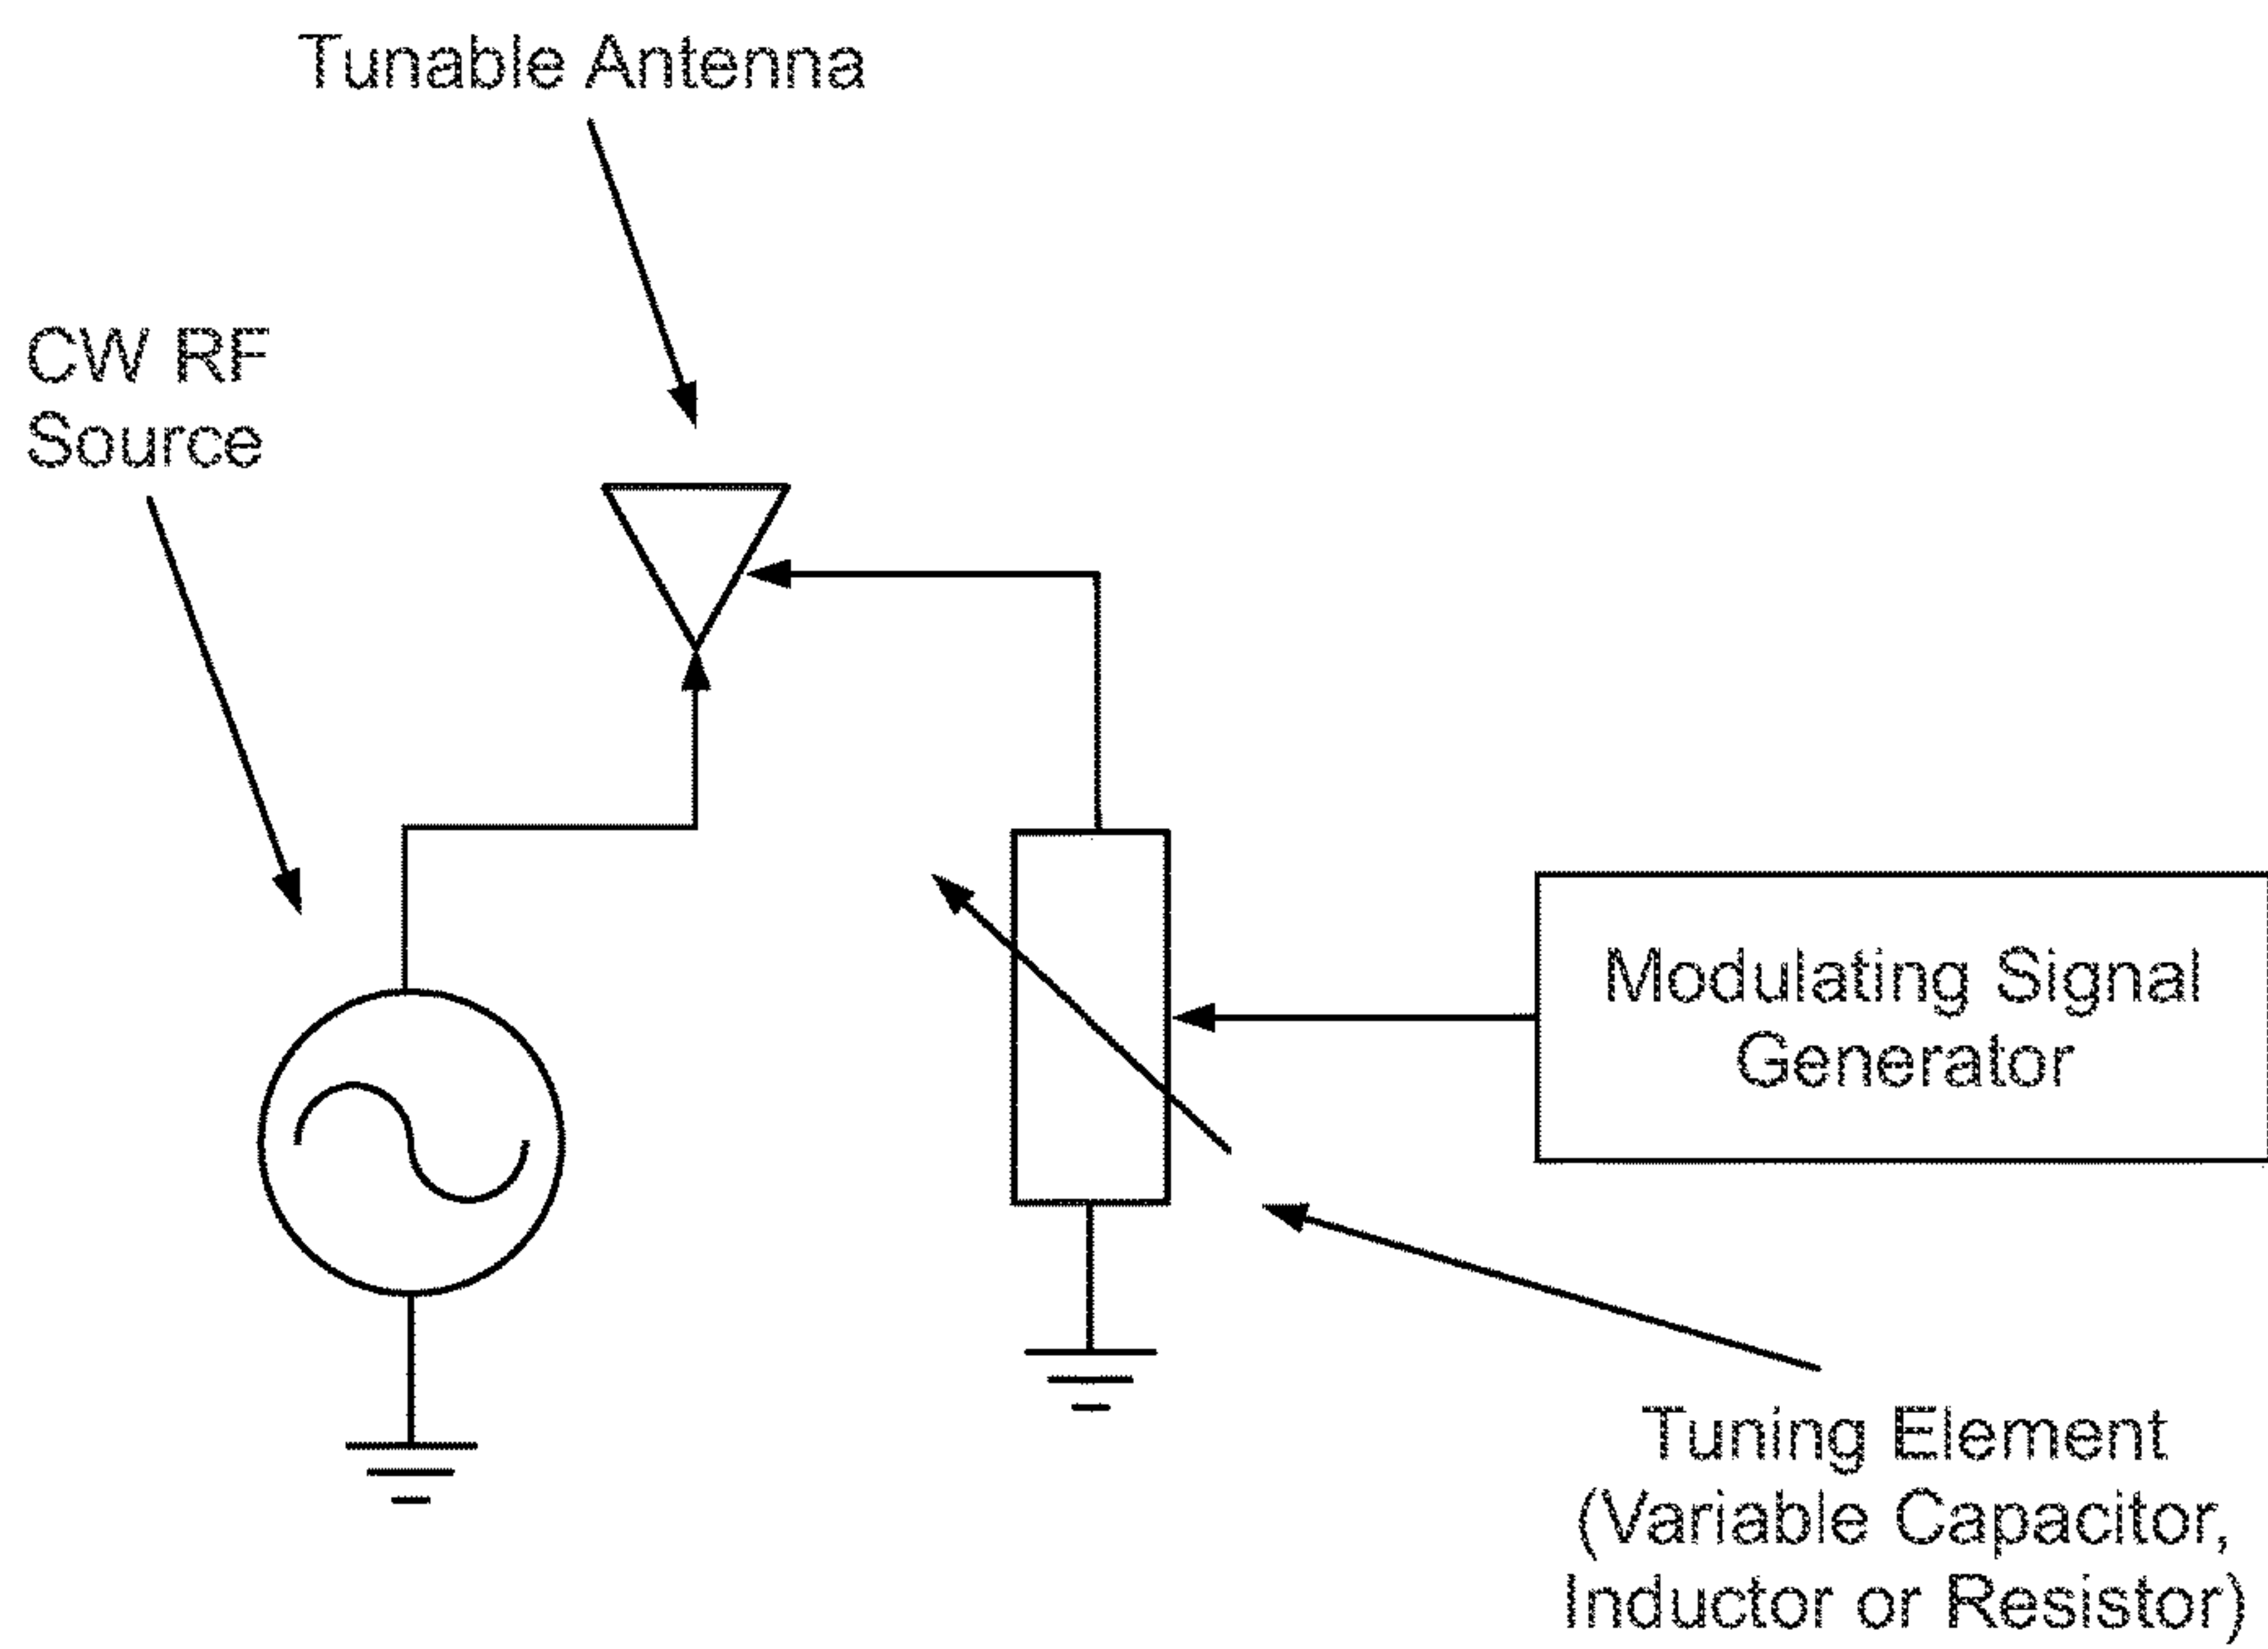 Tunable Antenna
CW RF
Source
Modulating Signal
Generator
Tuning Element
(Variable Capacitor,
Inductor or Resistor)